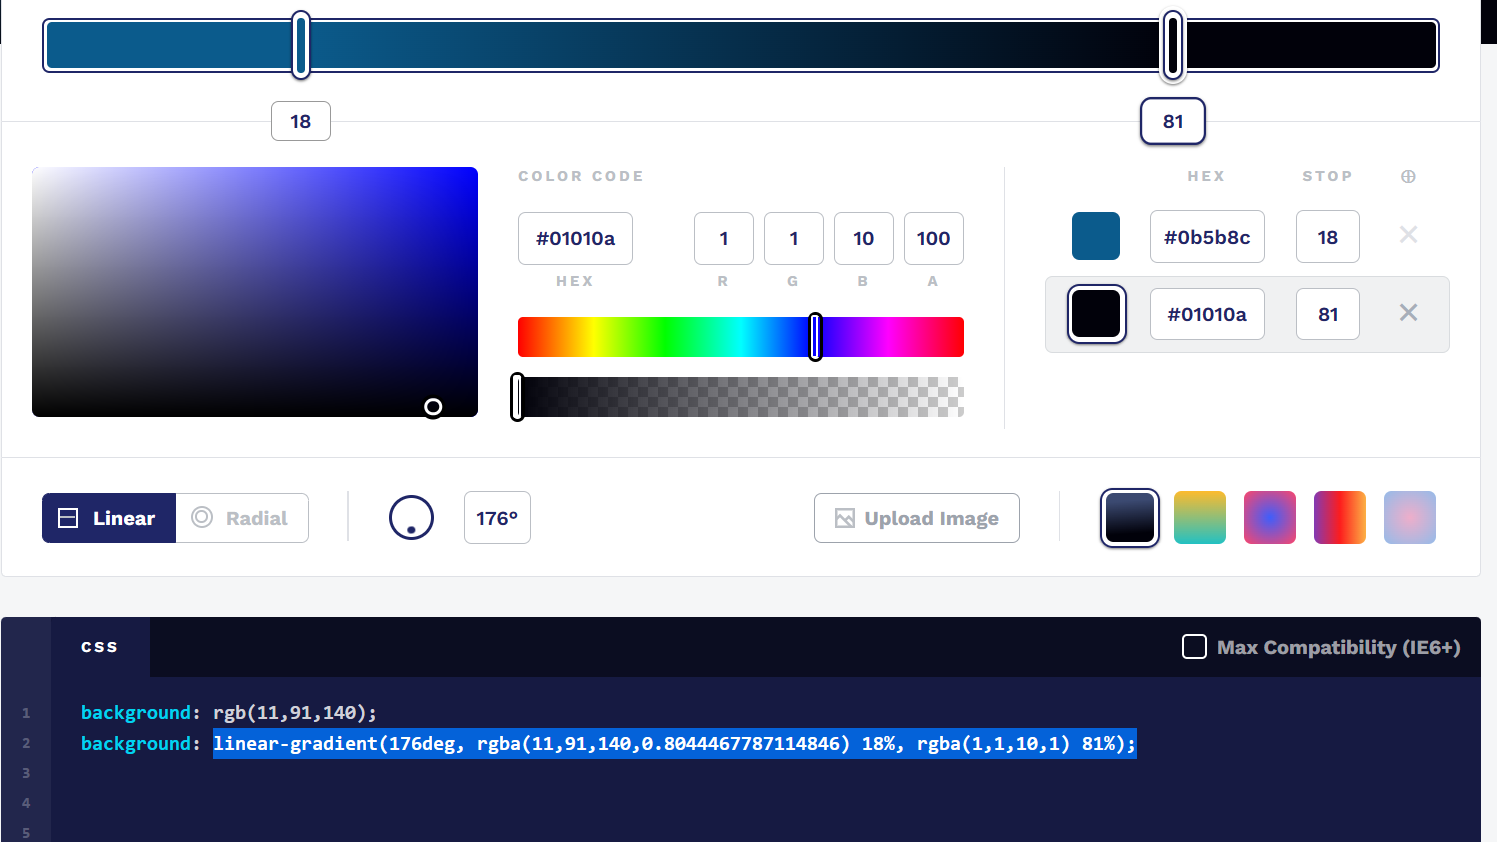 18
81
COLOR CODE
HEX STOP
#01010a 1 1 10 100
HEX R G B A
#0b5b8c 18
#01010a 81
Linear Radial 176° Upload Image
CSS
Max Compatibility (IE6+)
1 background: rgb(11,91,140);
2 background: linear-gradient(176deg, rgba(11,91,140,0.8044467787114846) 18%, rgba(1,1,10,1) 81%);
3
4
5